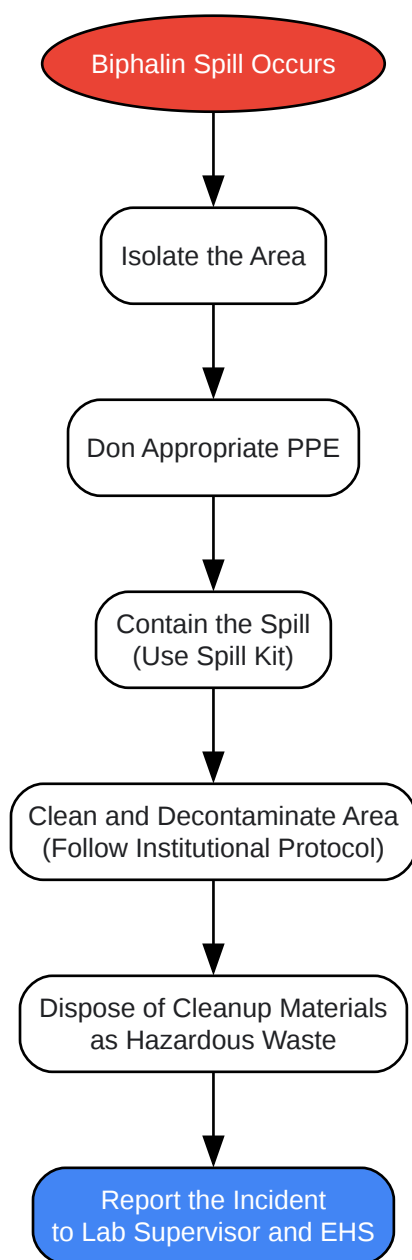 Biphalin Spill Occurs
Isolate the Area
Don Appropriate PPE
Contain the Spill
(Use Spill Kit)
Clean and Decontaminate Area
(Follow Institutional Protocol)
Dispose of Cleanup Materials
as Hazardous Waste
Report the Incident
to Lab Supervisor and EHS